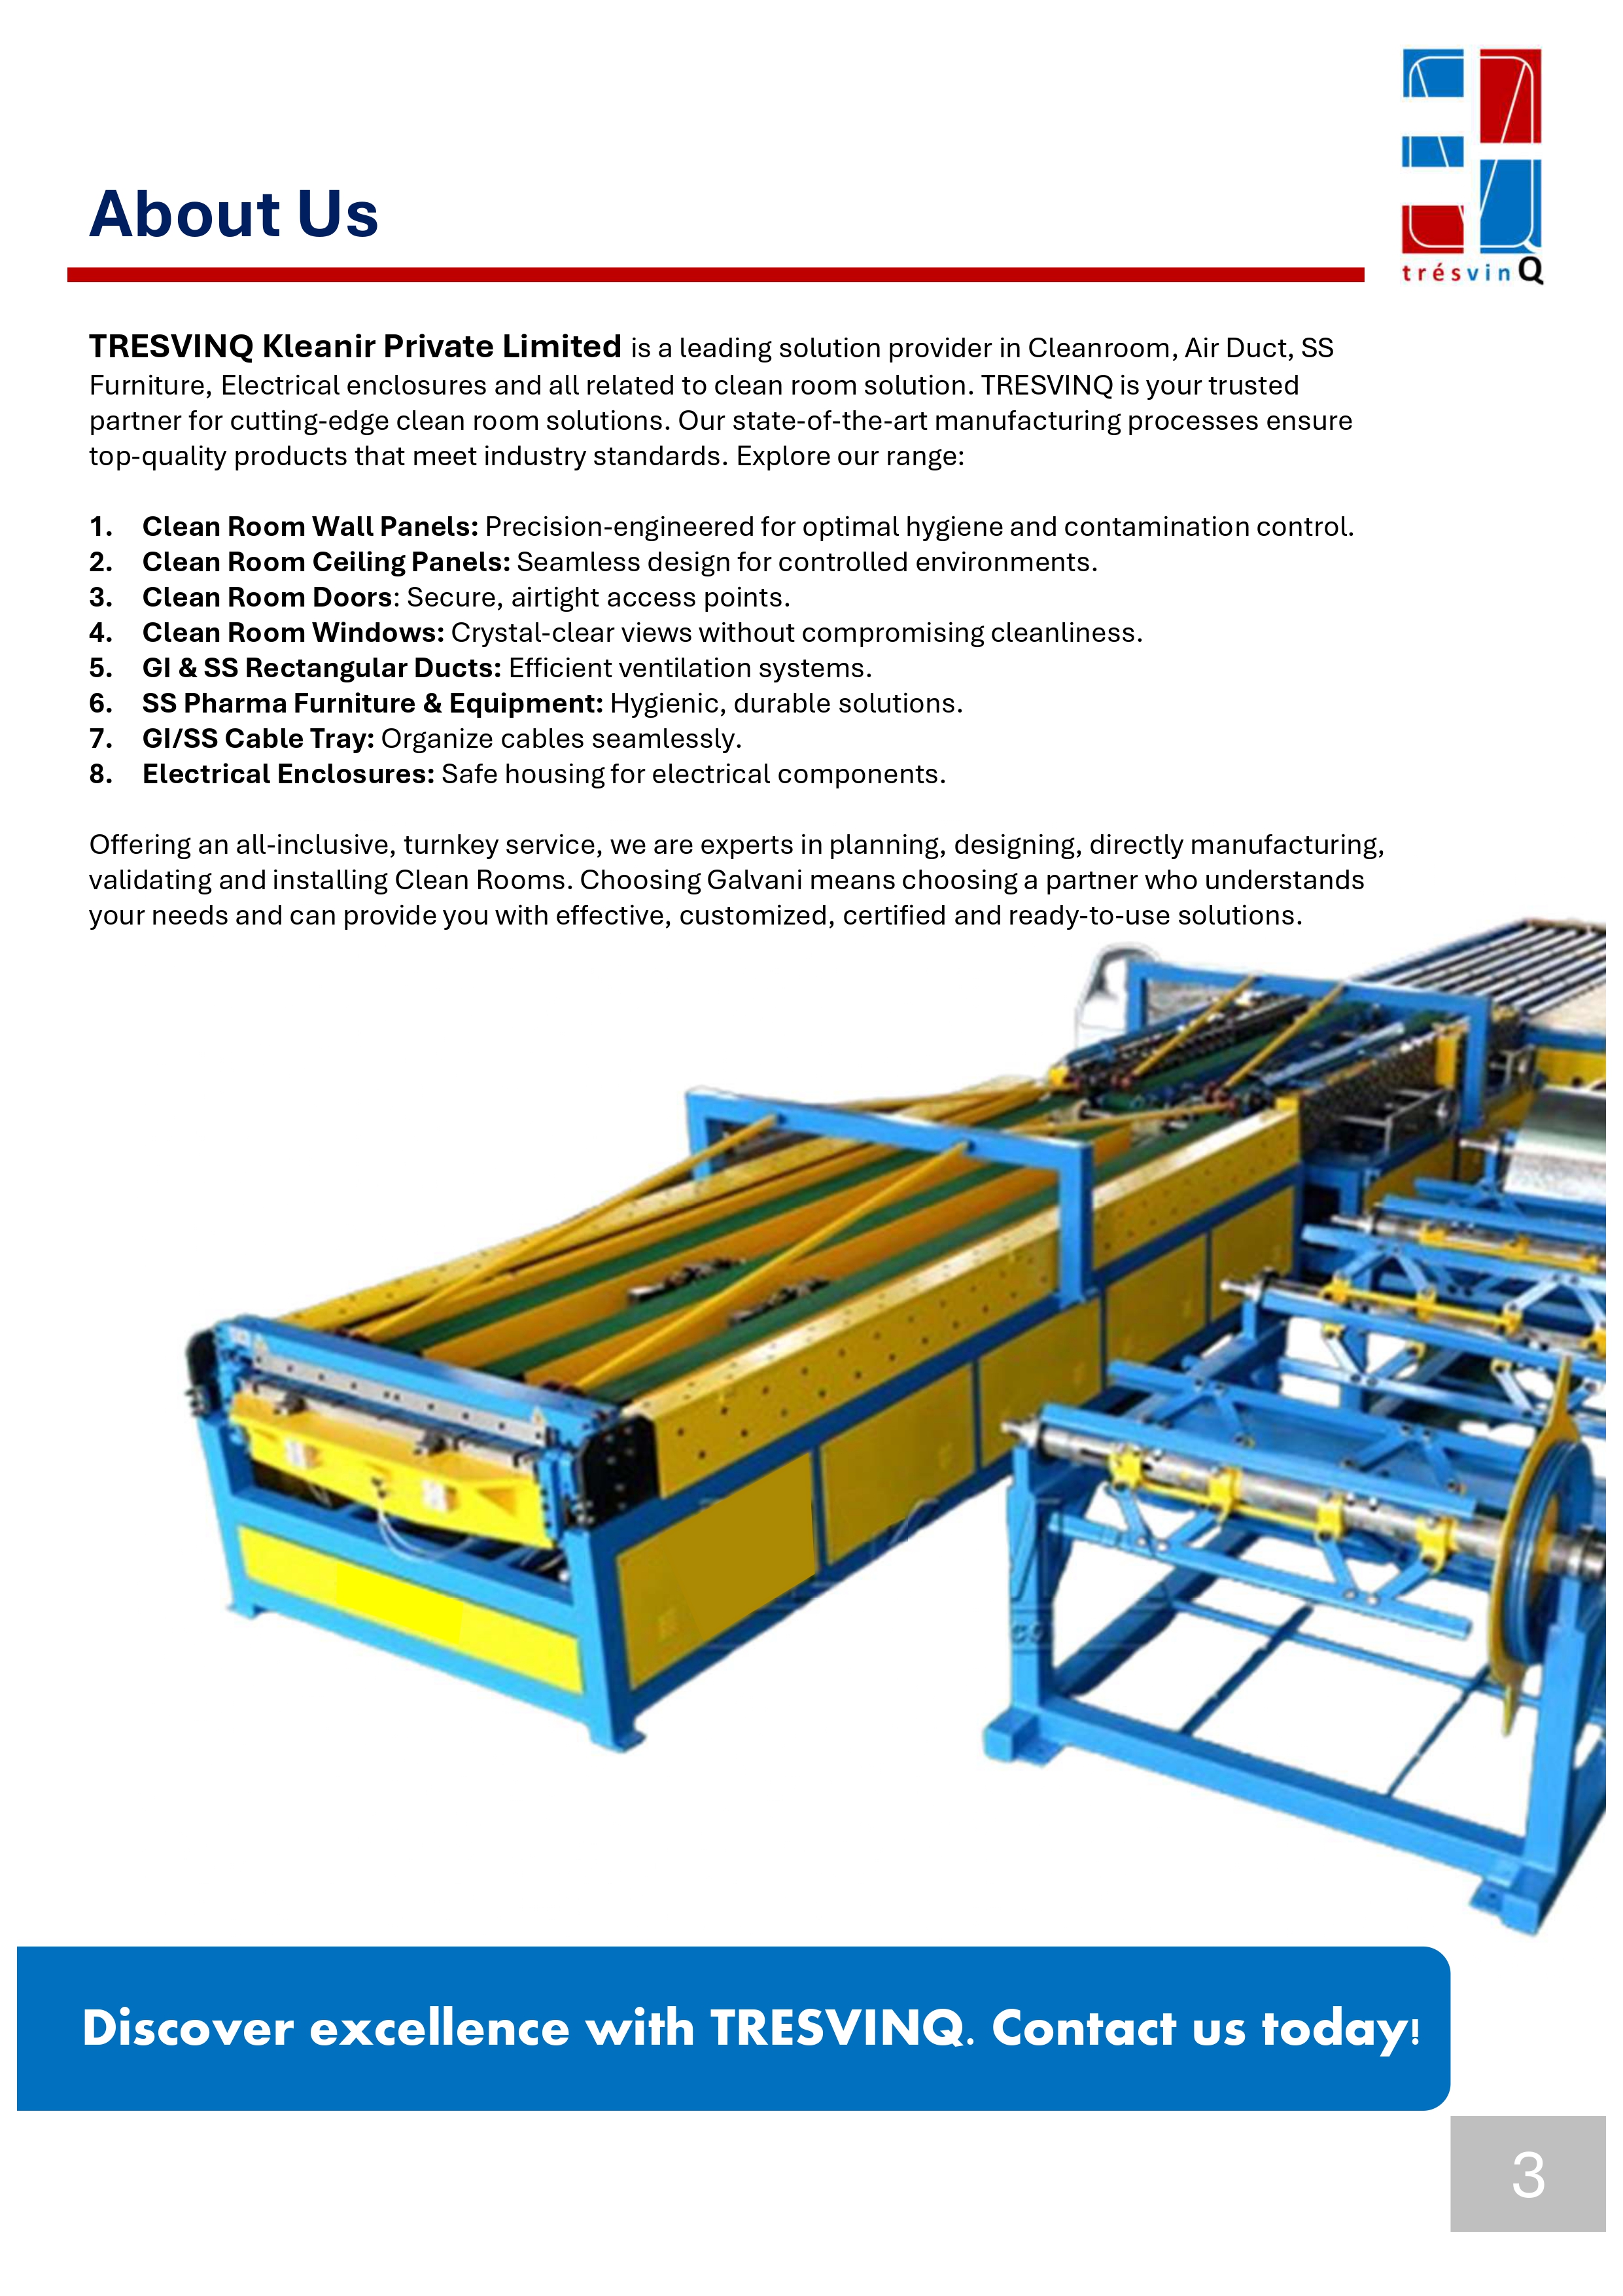 trésvinQ
About Us
TRESVINQ Kleanir Private Limited is a leading solution provider in Cleanroom, Air Duct, SS
Furniture, Electrical enclosures and all related to clean room solution. TRESVINQ is your trusted
partner for cutting-edge clean room solutions. Our state-of-the-art manufacturing processes ensure
top-quality products that meet industry standards. Explore our range:
1. Clean Room Wall Panels: Precision-engineered for optimal hygiene and contamination control.
2. Clean Room Ceiling Panels: Seamless design for controlled environments.
3. Clean Room Doors: Secure, airtight access points.
4. Clean Room Windows: Crystal-clear views without compromising cleanliness.
5. GI & SS Rectangular Ducts: Efficient ventilation systems.
6. SS Pharma Furniture & Equipment: Hygienic, durable solutions.
7. GI/SS Cable Tray: Organize cables seamlessly.
8. Electrical Enclosures: Safe housing for electrical components.
Offering an all-inclusive, turnkey service, we are experts in planning, designing, directly manufacturing,
validating and installing Clean Rooms. Choosing Galvani means choosing a partner who understands
your needs and can provide you with effective, customized, certified and ready-to-use solutions.
Discover excellence with TRESVINQ. Contact us today!
3